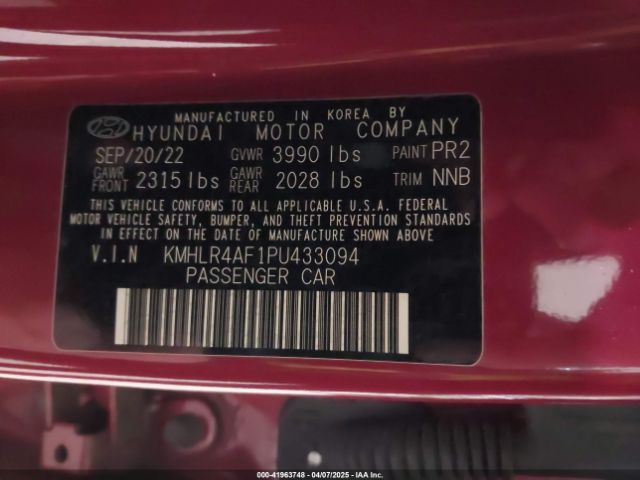 MANUFACTURED IN KOREA BY
HYUNDAI MOTOR COMPANY
SEP/20/22 GVWR 3990 lbs PAINT PR2
GAWR FRONT 2315 lbs GAWR REAR 2028 lbs TRIM NNB
THIS VEHICLE CONFORMS TO ALL APPLICABLE U.S.A. FEDERAL
MOTOR VEHICLE SAFETY, BUMPER, AND THEFT PREVENTION STANDARDS
IN EFFECT ON THE DATE OF MANUFACTURE SHOWN ABOVE.
V.I.N KMHLR4AF1PU433094
PASSENGER CAR
000-41963748 - 04/07/2025 - IAA Holdings, LLC.